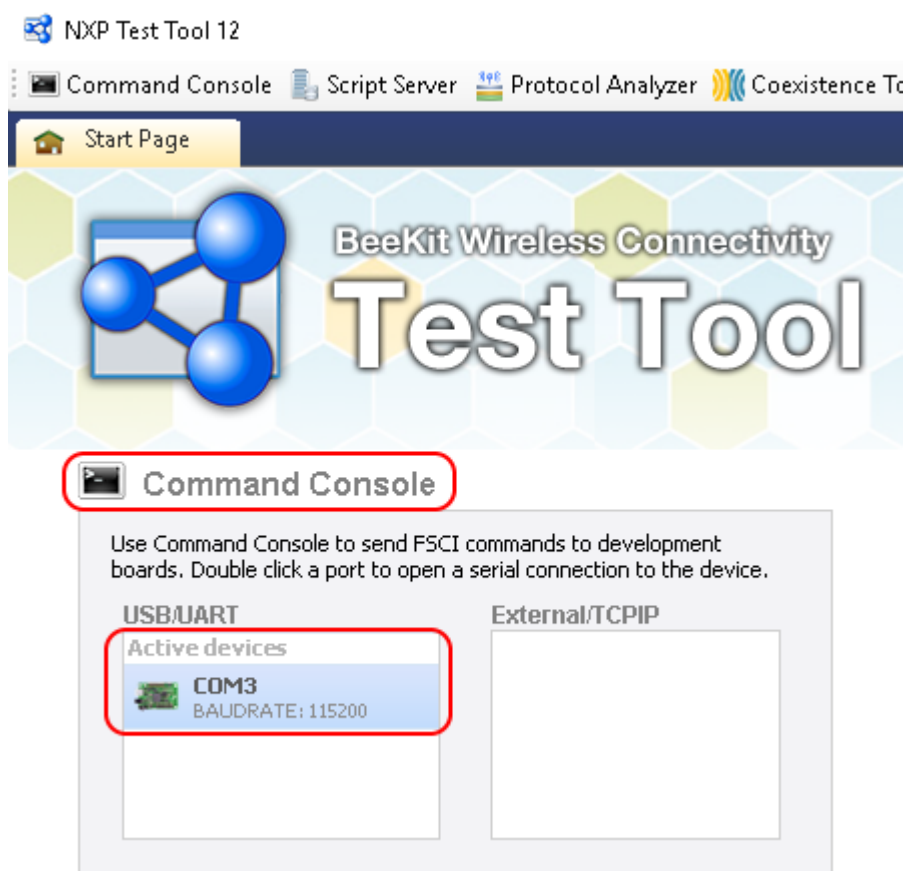 NXP Test Tool 12
Command Console Script Server Protocol Analyzer Coexistence To
Start Page
BeeKit Wireless Connectivity
Test Tool
Command Console
Use Command Console to send FSCI commands to development
boards. Double click a port to open a serial connection to the device.
USB/UART External/TCPIP
Active devices
COM3
BAUDRATE: 115200